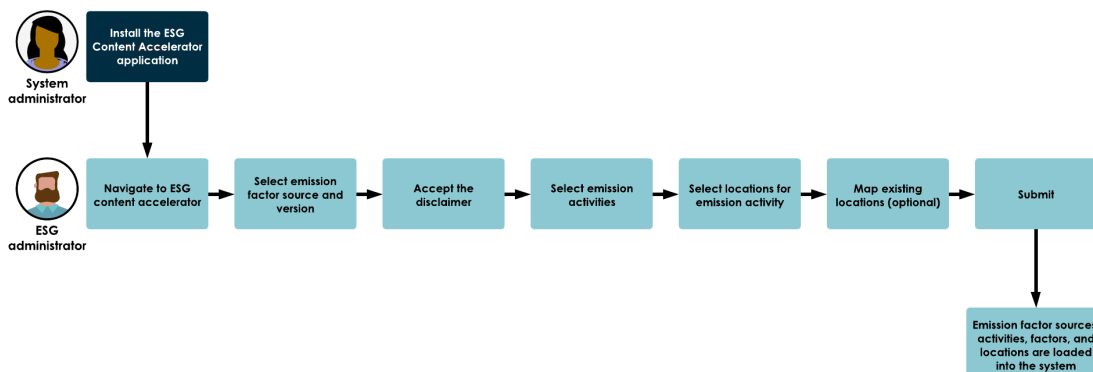 Install the ESG
Content Accelerator
application
System
administrator
Navigate to ESG
content accelerator
Select emission
factor source and
version
Accept the
disclaimer
Select emission
activities
Select locations for
emission activity
Map existing
locations (optional)
Submit
ESG
administrator
Emission factor sources,
activities, factors, and
locations are loaded
into the system